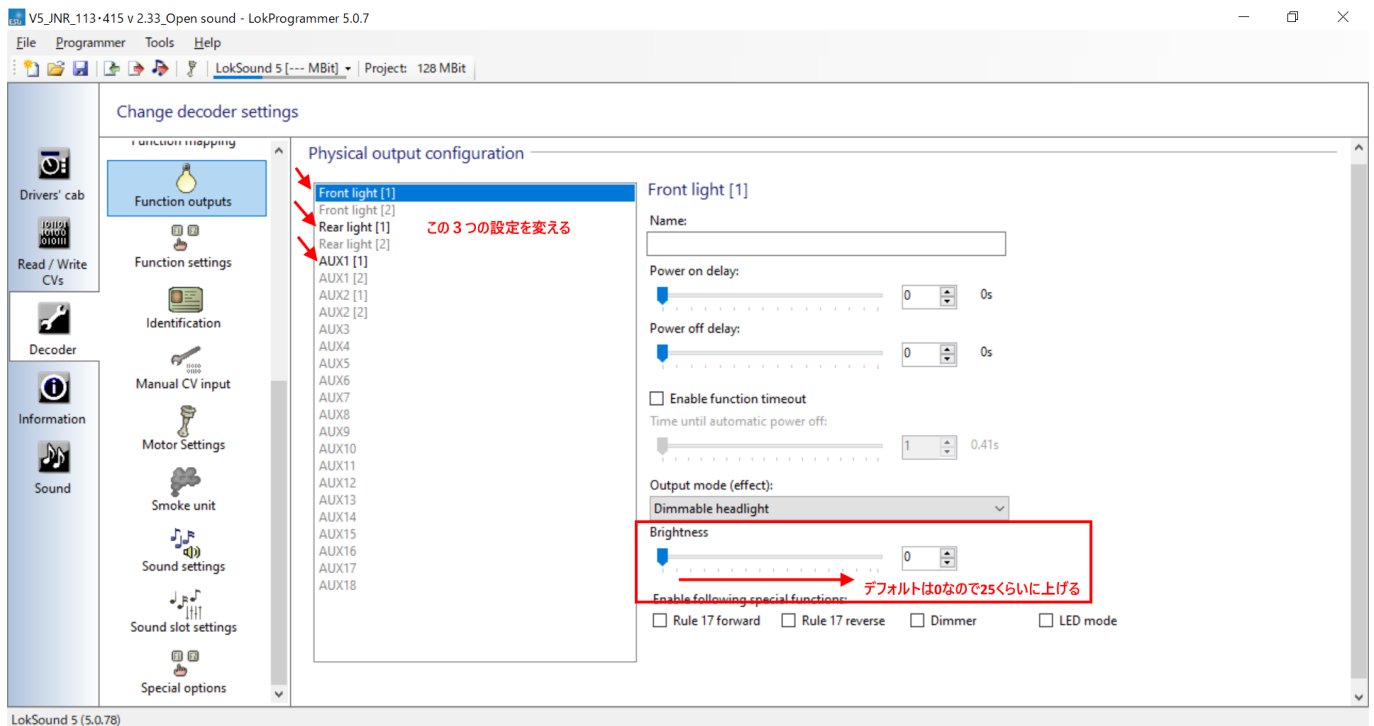 V5_JNR_113・415 v 2.33_Open sound - LokProgrammer 5.0.7
File Programmer Tools Help
LokSound 5 [--- MBit] Project: 128 MBit
Change decoder settings
Drivers' cab
Read / Write
CVs
Decoder
Information
Sound
Function mapping
Function outputs
Function settings
Identification
Manual CV input
Motor Settings
Smoke unit
Sound settings
Sound slot settings
Special options
Physical output configuration
Front light [1]
Front light [2]
Rear light [1]
Rear light [2]
AUX1 [1]
AUX1 [2]
AUX2 [1]
AUX2 [2]
AUX3
AUX4
AUX5
AUX6
AUX7
AUX8
AUX9
AUX10
AUX11
AUX12
AUX13
AUX14
AUX15
AUX16
AUX17
AUX18
この３つの設定を変える
Front light [1]
Name:
Power on delay:
0 0s
Power off delay:
0 0s
Enable function timeout
Time until automatic power off:
1 0.41s
Output mode (effect):
Dimmable headlight
Brightness
0
デフォルトは0なので25くらいに上げる
Enable following special functions:
Rule 17 forward Rule 17 reverse Dimmer LED mode
LokSound 5 (5.0.78)